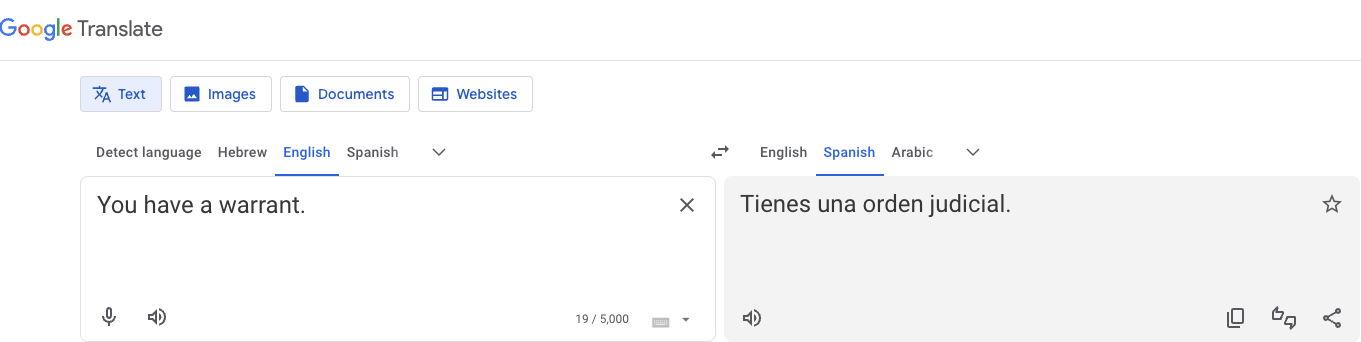 Google Translate
Text Images Documents Websites
Detect language Hebrew English Spanish English Spanish Arabic
You have a warrant. Tienes una orden judicial.
19 / 5,000